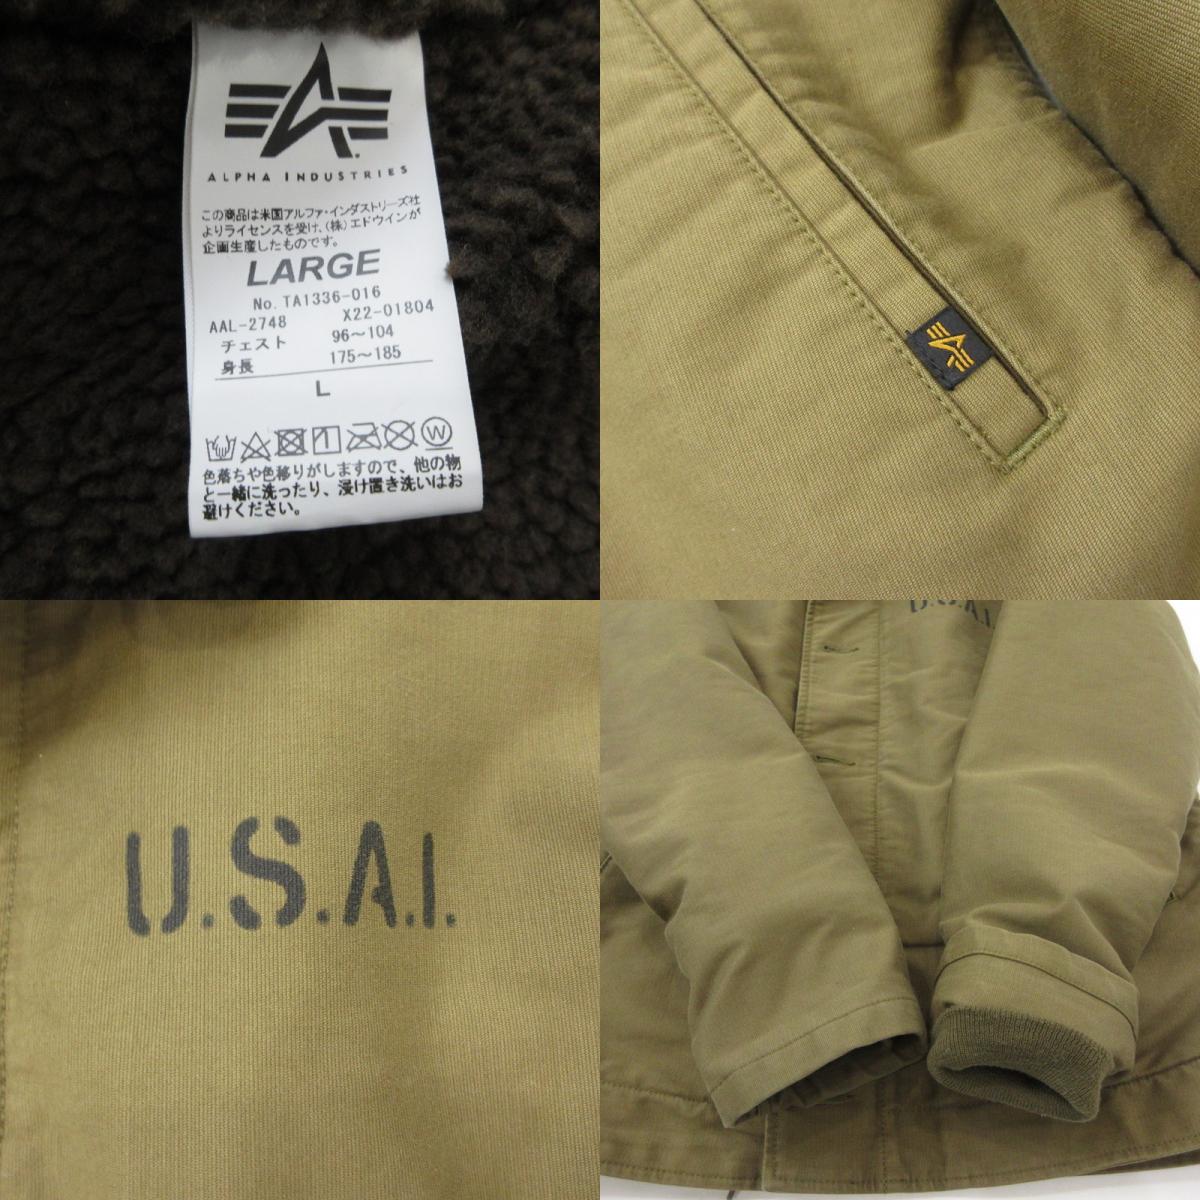 ALPHA INDUSTRIES
この商品は米国アルファ・インダストリーズ社
よりライセンスを受け、(株)エドウインが
企画生産したものです。
LARGE
No. TA1336-016
AAL-2748 X22-01804
チェスト 96〜104
身長 175〜185
L
W
色落ちや色移りがしますので、他の物
と一緒に洗ったり、浸け置き洗いはお
避けください。
U.S.A.I.
U.S.A.I.